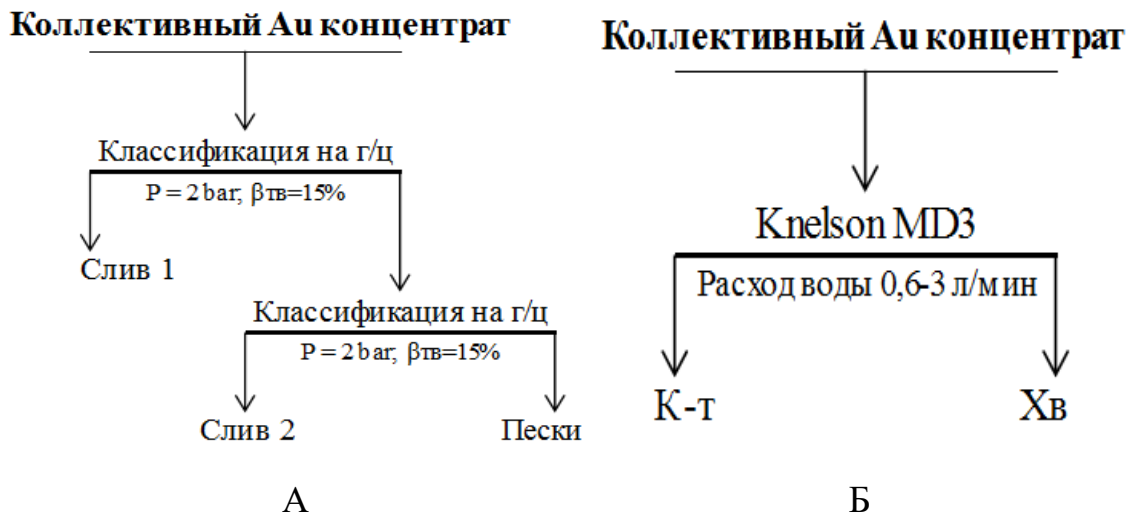 Коллективный Au концентрат
Классификация на г/ц
P = 2 bar; βтв=15%
Слив 1
Классификация на г/ц
P = 2 bar; βтв=15%
Слив 2
Пески
А
Коллективный Au концентрат
Knelson MD3
Расход воды 0,6-3 л/мин
К-т
Хв
Б